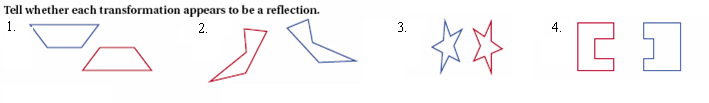 Tell whether each transformation appears to be a reflection.
1. 2. 3. 4.